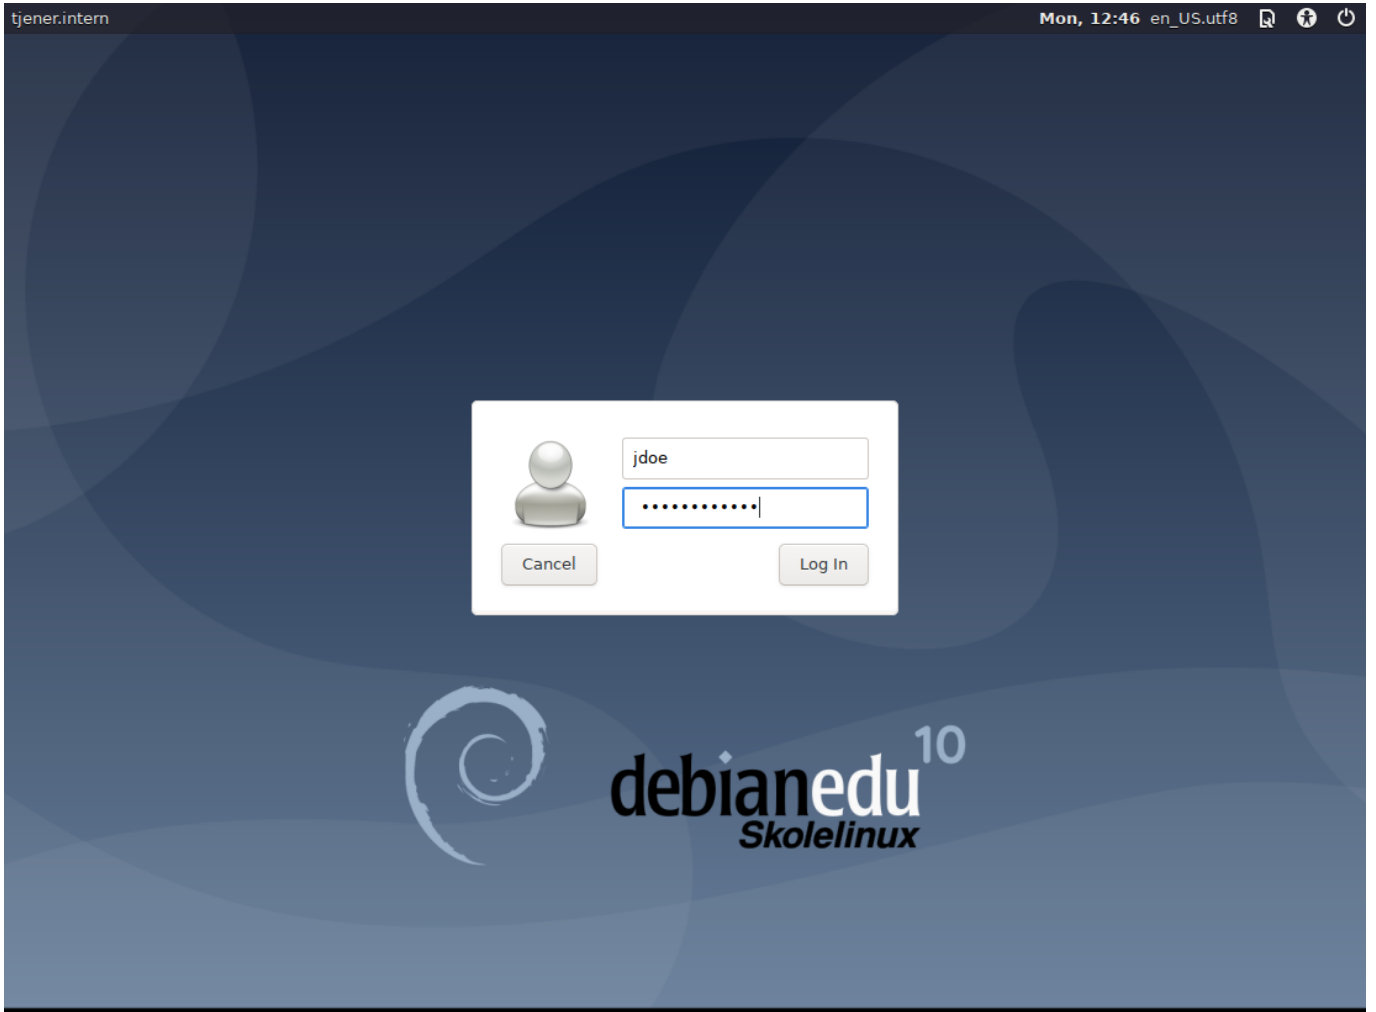 tjener.intern
Mon, 12:46 en_US.utf8
jdoe
••••••••••••
Cancel
Log In
debianedu 10
Skolelinux